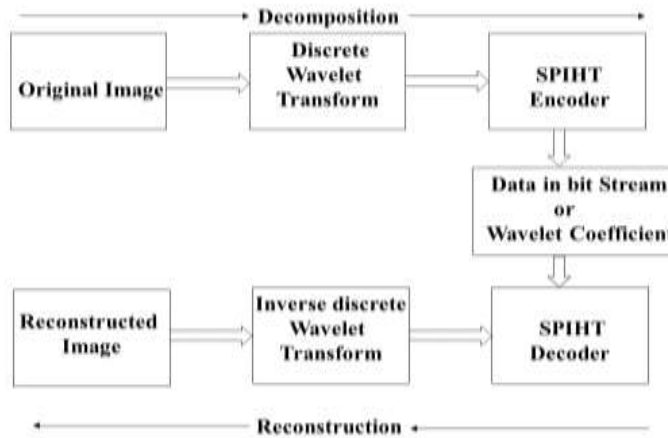 Decomposition
Original Image
Discrete
Wavelet
Transform
SPIHT
Encoder
Data in bit Stream
or
Wavelet Coefficient
Reconstructed
Image
Inverse discrete
Wavelet
Transform
SPIHT
Decoder
Reconstruction